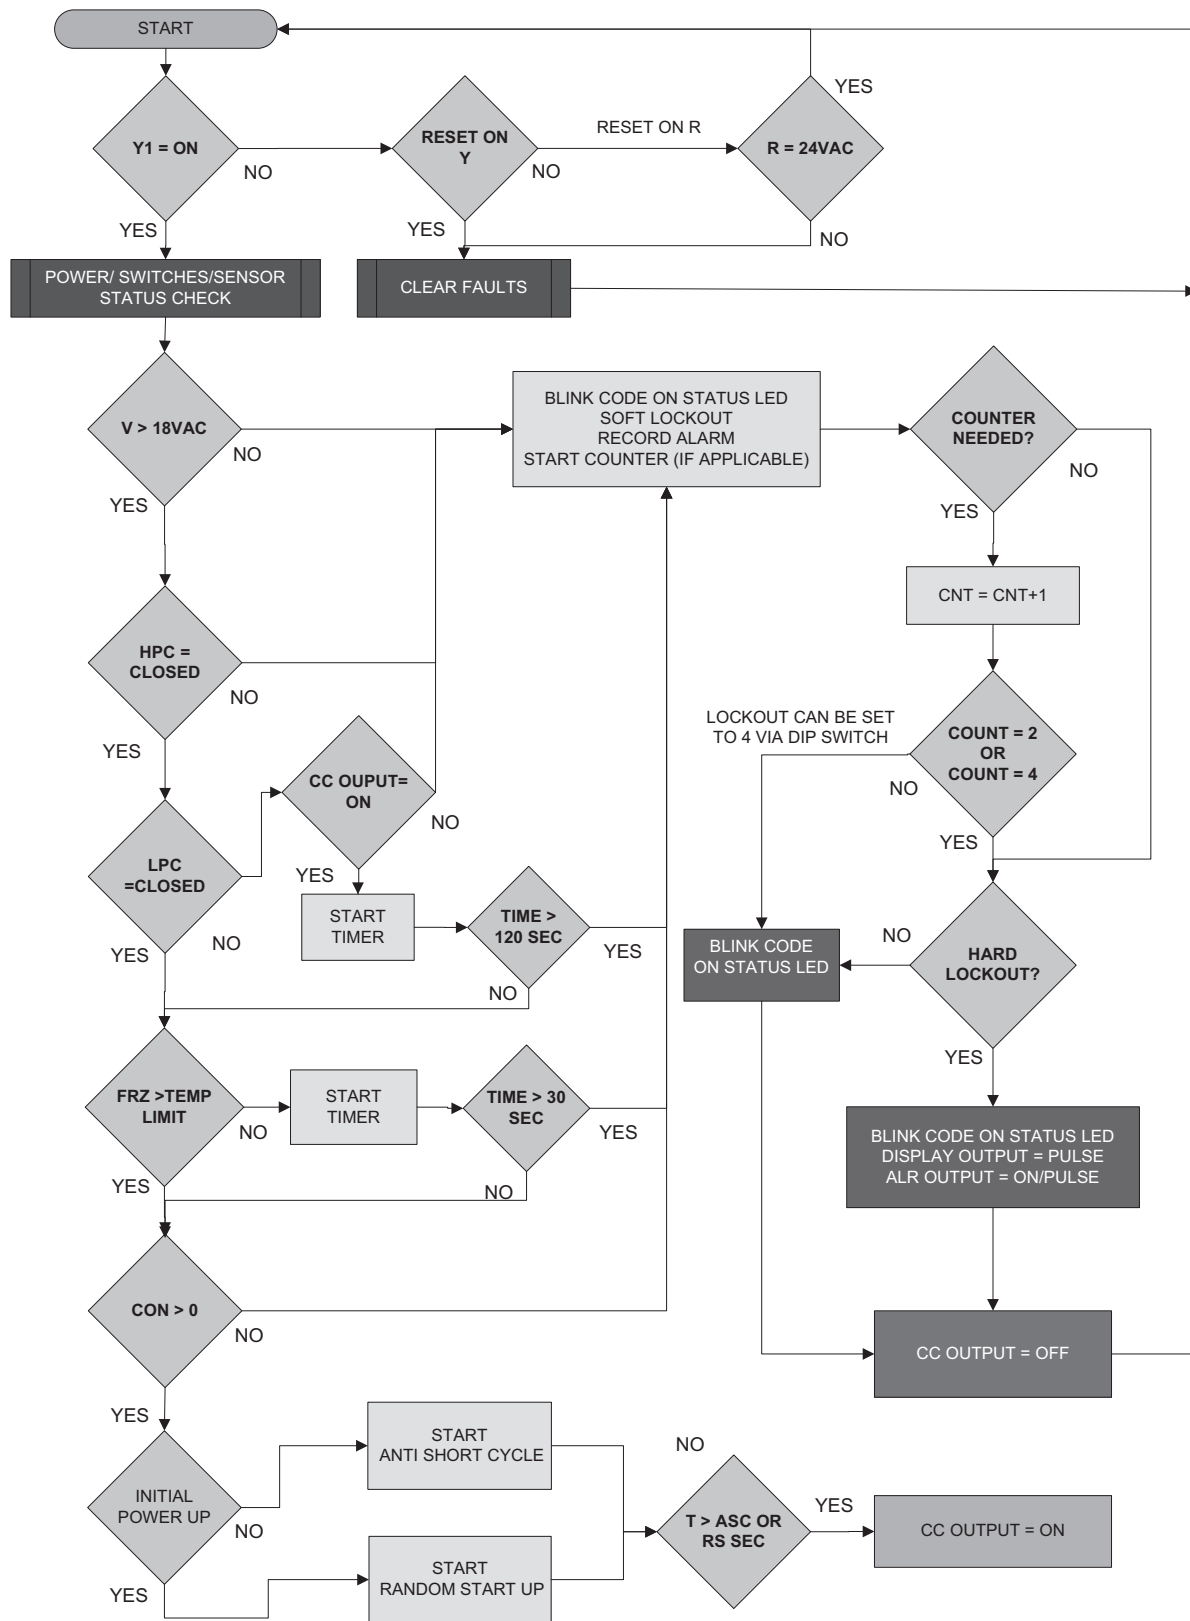 START
YES
Y1 = ON
NO
RESET ON
Y
NO
RESET ON R
R = 24VAC
YES
YES
NO
POWER/ SWITCHES/SENSOR
STATUS CHECK
CLEAR FAULTS
V > 18VAC
NO
BLINK CODE ON STATUS LED
SOFT LOCKOUT
RECORD ALARM
START COUNTER (IF APPLICABLE)
COUNTER
NEEDED?
NO
YES
YES
CNT = CNT+1
HPC =
CLOSED
NO
YES
LOCKOUT CAN BE SET
TO 4 VIA DIP SWITCH
COUNT = 2
OR
COUNT = 4
NO
YES
CC OUPUT=
ON
NO
YES
LPC
=CLOSED
NO
YES
START
TIMER
TIME >
120 SEC
YES
NO
BLINK CODE
ON STATUS LED
NO
HARD
LOCKOUT?
YES
FRZ >TEMP
LIMIT
NO
YES
START
TIMER
TIME > 30
SEC
YES
NO
BLINK CODE ON STATUS LED
DISPLAY OUTPUT = PULSE
ALR OUTPUT = ON/PULSE
CON > 0
NO
YES
CC OUTPUT = OFF
INITIAL
POWER UP
NO
YES
START
ANTI SHORT CYCLE
START
RANDOM START UP
NO
T > ASC OR
RS SEC
YES
CC OUTPUT = ON